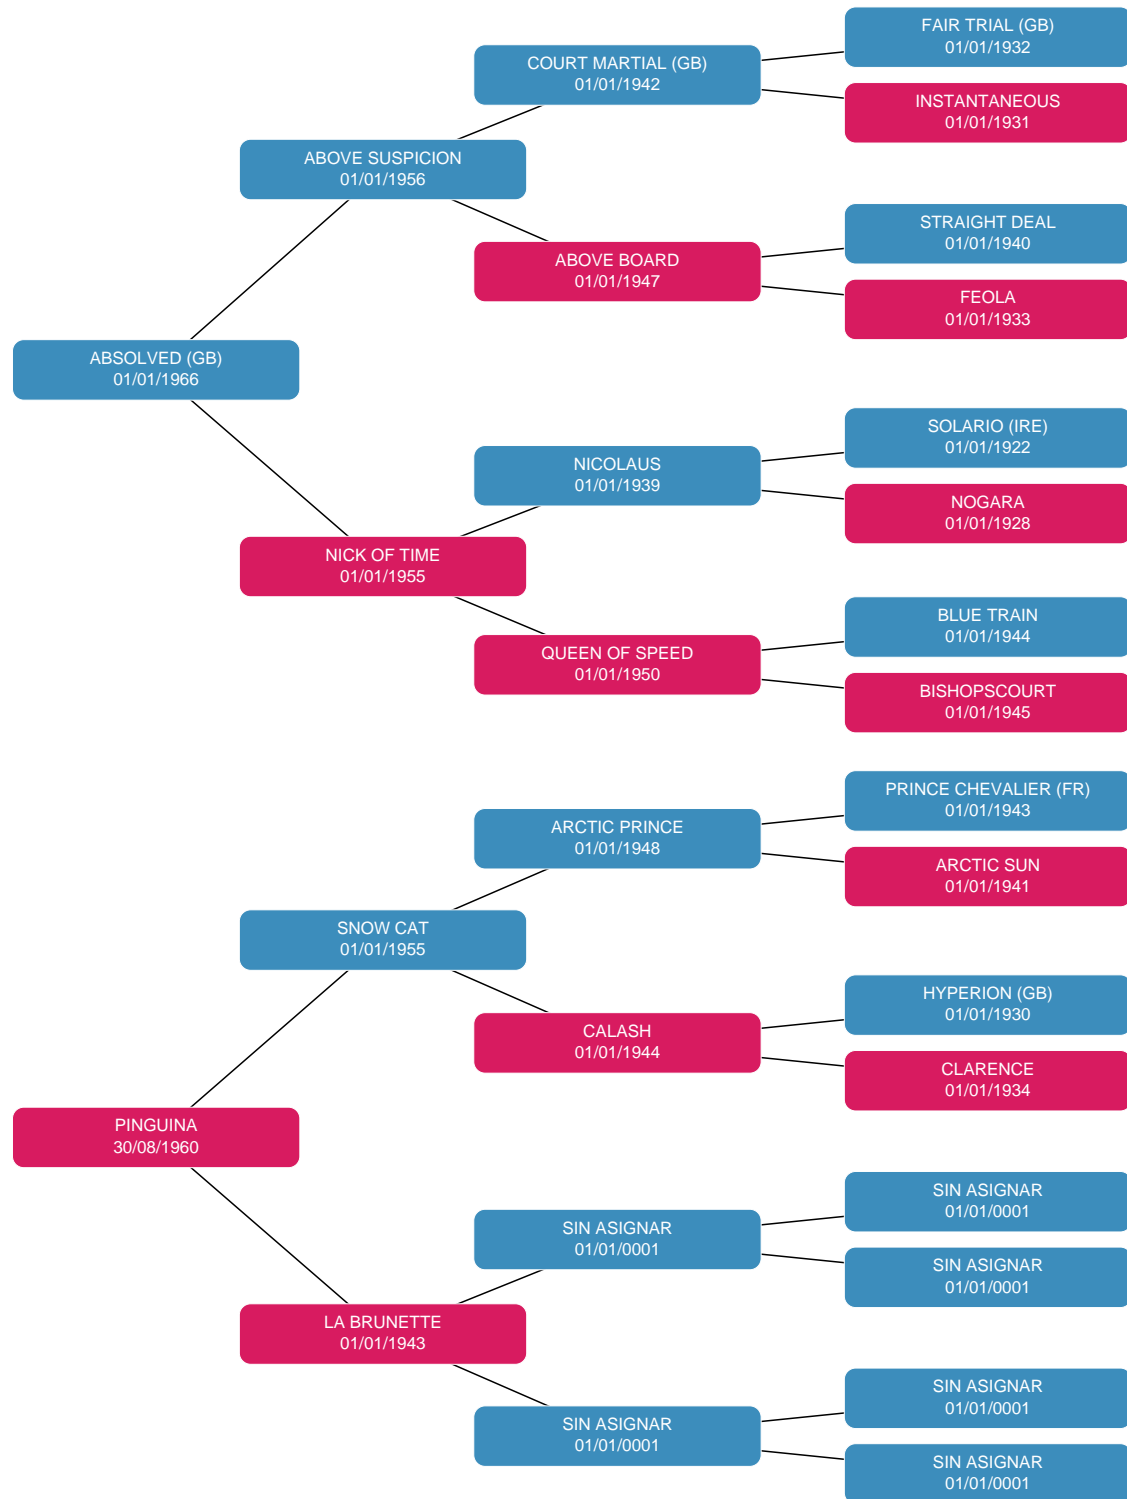 FAIR TRIAL (GB)
01/01/1932
COURT MARTIAL (GB)
01/01/1942
INSTANTANEOUS
01/01/1931
ABOVE SUSPICION
01/01/1956
STRAIGHT DEAL
01/01/1940
ABOVE BOARD
01/01/1947
FEOLA
01/01/1933
ABSOLVED (GB)
01/01/1966
SOLARIO (IRE)
01/01/1922
NICOLAUS
01/01/1939
NOGARA
01/01/1928
NICK OF TIME
01/01/1955
BLUE TRAIN
01/01/1944
QUEEN OF SPEED
01/01/1950
BISHOPSCOURT
01/01/1945
PRINCE CHEVALIER (FR)
01/01/1943
ARCTIC PRINCE
01/01/1948
ARCTIC SUN
01/01/1941
SNOW CAT
01/01/1955
HYPERION (GB)
01/01/1930
CALASH
01/01/1944
CLARENCE
01/01/1934
PINGUINA
30/08/1960
SIN ASIGNAR
01/01/0001
SIN ASIGNAR
01/01/0001
SIN ASIGNAR
01/01/0001
LA BRUNETTE
01/01/1943
SIN ASIGNAR
01/01/0001
SIN ASIGNAR
01/01/0001
SIN ASIGNAR
01/01/0001